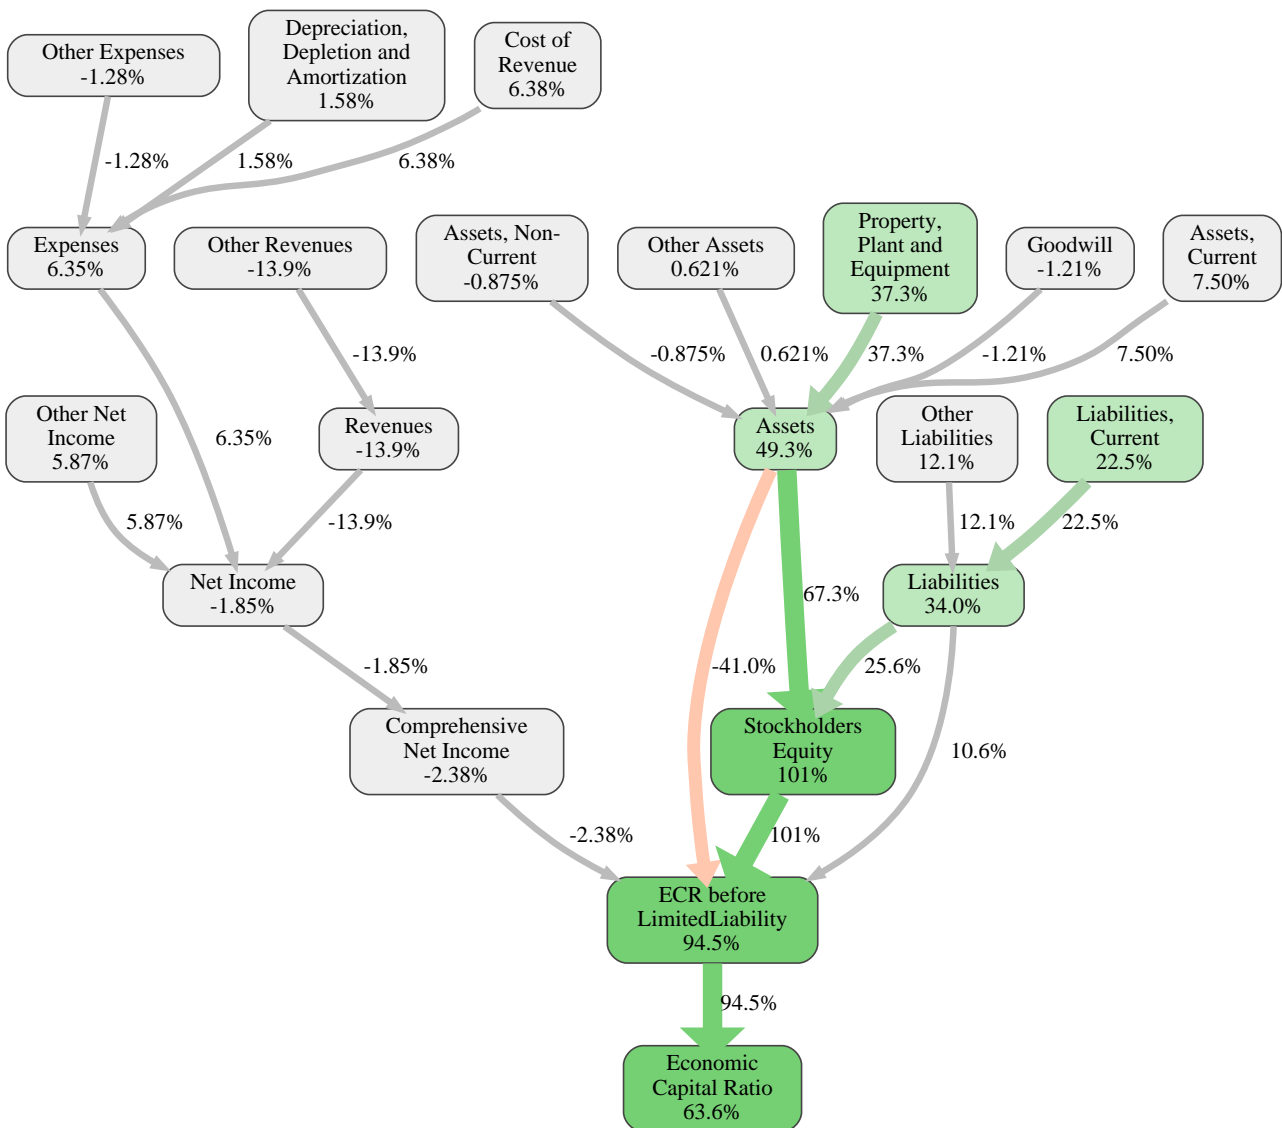 Other Expenses
-1.28%
Depreciation,
Depletion and
Amortization
1.58%
Cost of
Revenue
6.38%
-1.28%
1.58%
6.38%
Expenses
6.35%
Other Revenues
-13.9%
Assets, Non-
Current
-0.875%
Other Assets
0.621%
Property,
Plant and
Equipment
37.3%
Goodwill
-1.21%
Assets,
Current
7.50%
-13.9%
-0.875%
0.621%
37.3%
-1.21%
7.50%
Other Net
Income
5.87%
6.35%
Revenues
-13.9%
Assets
49.3%
Other
Liabilities
12.1%
Liabilities,
Current
22.5%
5.87%
-13.9%
12.1%
22.5%
Net Income
-1.85%
67.3%
Liabilities
34.0%
-1.85%
-41.0%
25.6%
Comprehensive
Net Income
-2.38%
Stockholders
Equity
101%
10.6%
-2.38%
101%
ECR before
LimitedLiability
94.5%
94.5%
Economic
Capital Ratio
63.6%